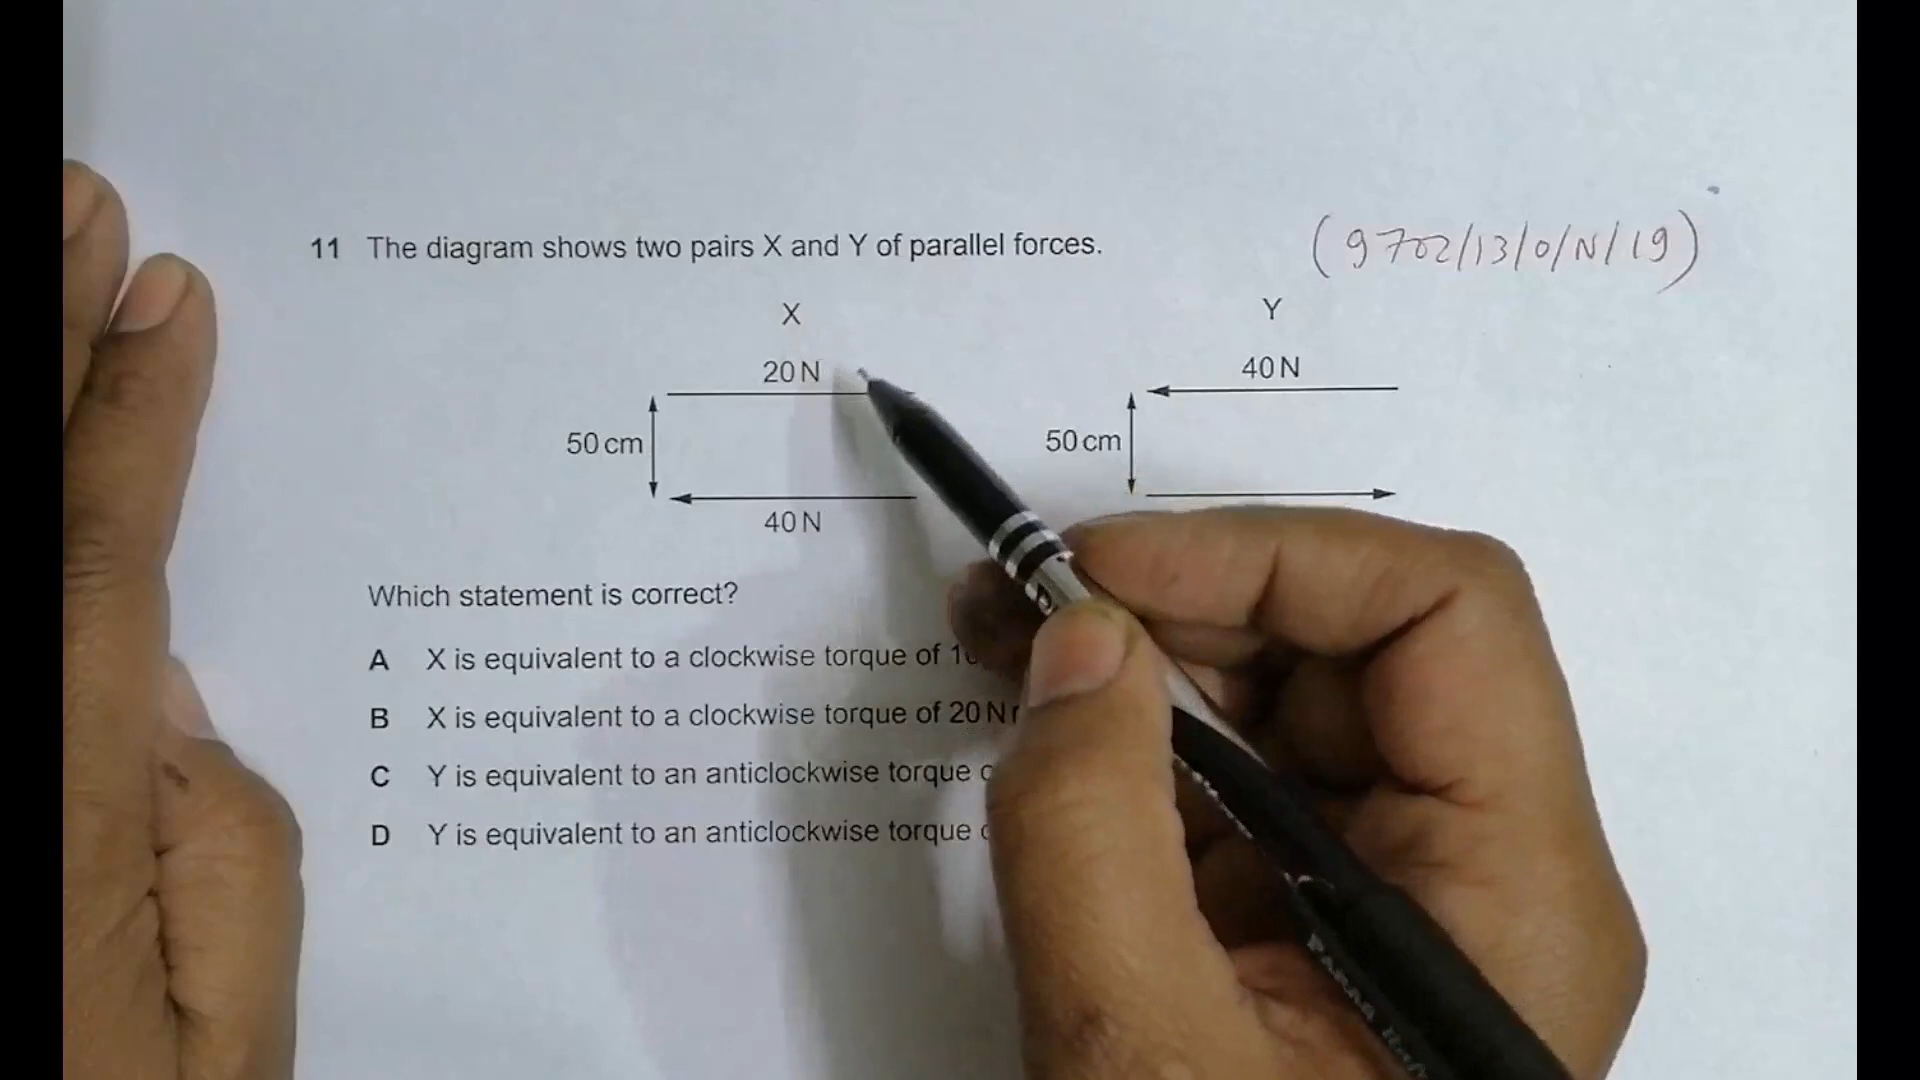 11 The diagram shows two pairs X and Y of parallel forces.
(9702/13/O/N/19)
X
Y
20 N
40 N
50 cm
50 cm
40 N
Which statement is correct?
A X is equivalent to a clockwise torque of
B X is equivalent to a clockwise torque of 20 N
C Y is equivalent to an anticlockwise torque
D Y is equivalent to an anticlockwise torque